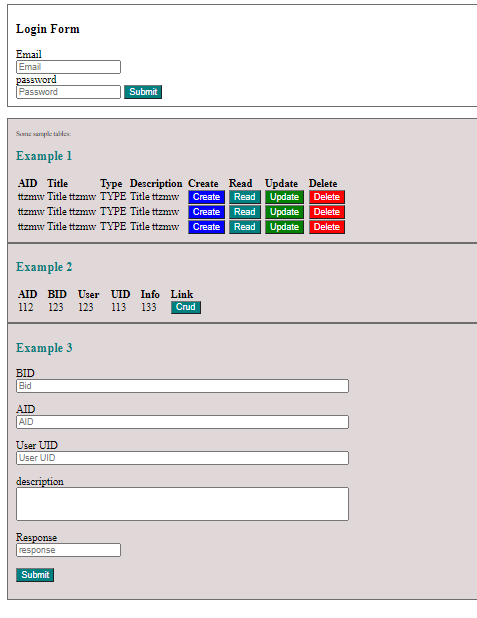 Login Form
Email
Email
password
Password Submit
Some sample tables:
Example 1
AID Title Type Description Create Read Update Delete
ttzmw Title ttzmw TYPE Title ttzmw Create Read Update Delete
ttzmw Title ttzmw TYPE Title ttzmw Create Read Update Delete
ttzmw Title ttzmw TYPE Title ttzmw Create Read Update Delete
Example 2
AID BID User UID Info Link
112 123 123 113 133 Crud
Example 3
BID
Bid
AID
AID
User UID
User UID
description
Response
response
Submit